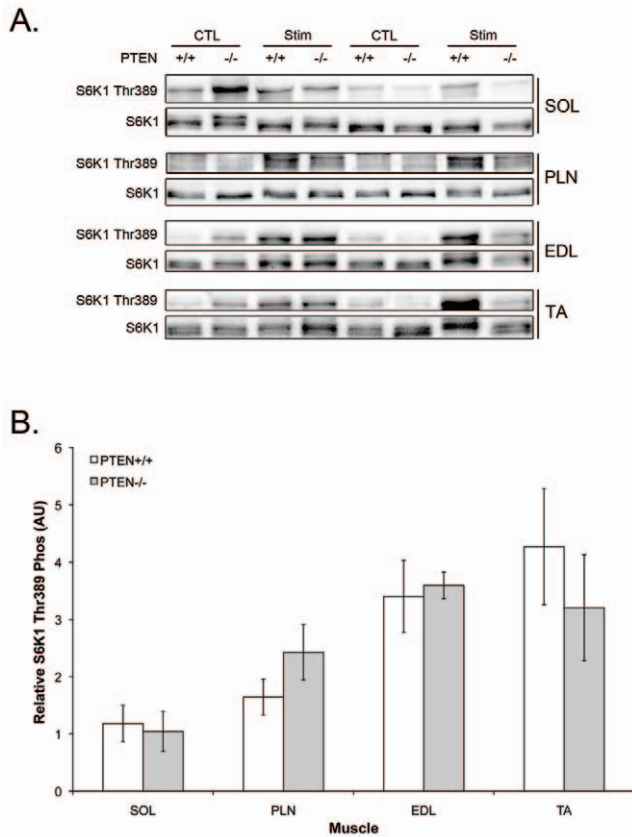 A.
CTL Stim CTL Stim
PTEN +/+ -/- +/+ -/- +/+ -/- +/+ -/-
S6K1 Thr389
SOL
S6K1
S6K1 Thr389
PLN
S6K1
S6K1 Thr389
EDL
S6K1
S6K1 Thr389
TA
S6K1
B.
6
PTEN+/+
PTEN-/-
5
4
3
2
1
0
Relative S6K1 Thr389 Phos (AU)
SOL PLN EDL TA
Muscle